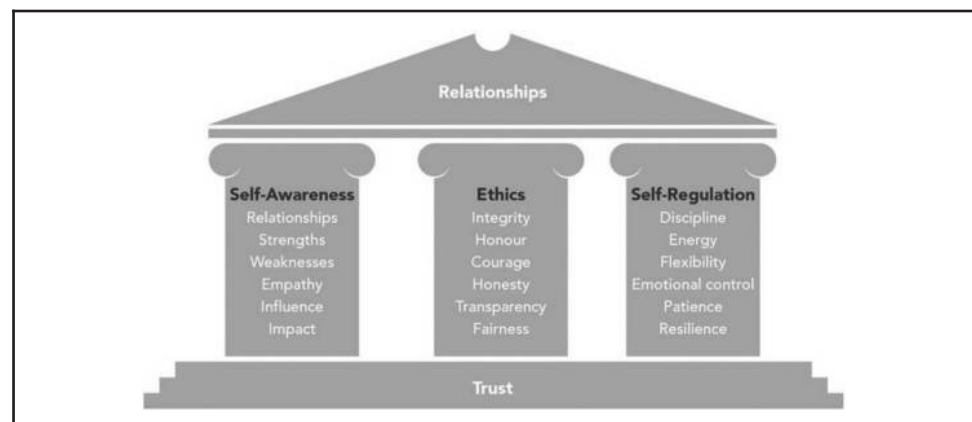 Relationships
Self-Awareness
Relationships
Strengths
Weaknesses
Empathy
Influence
Impact
Ethics
Integrity
Honour
Courage
Honesty
Transparency
Fairness
Self-Regulation
Discipline
Energy
Flexibility
Emotional control
Patience
Resilience
Trust